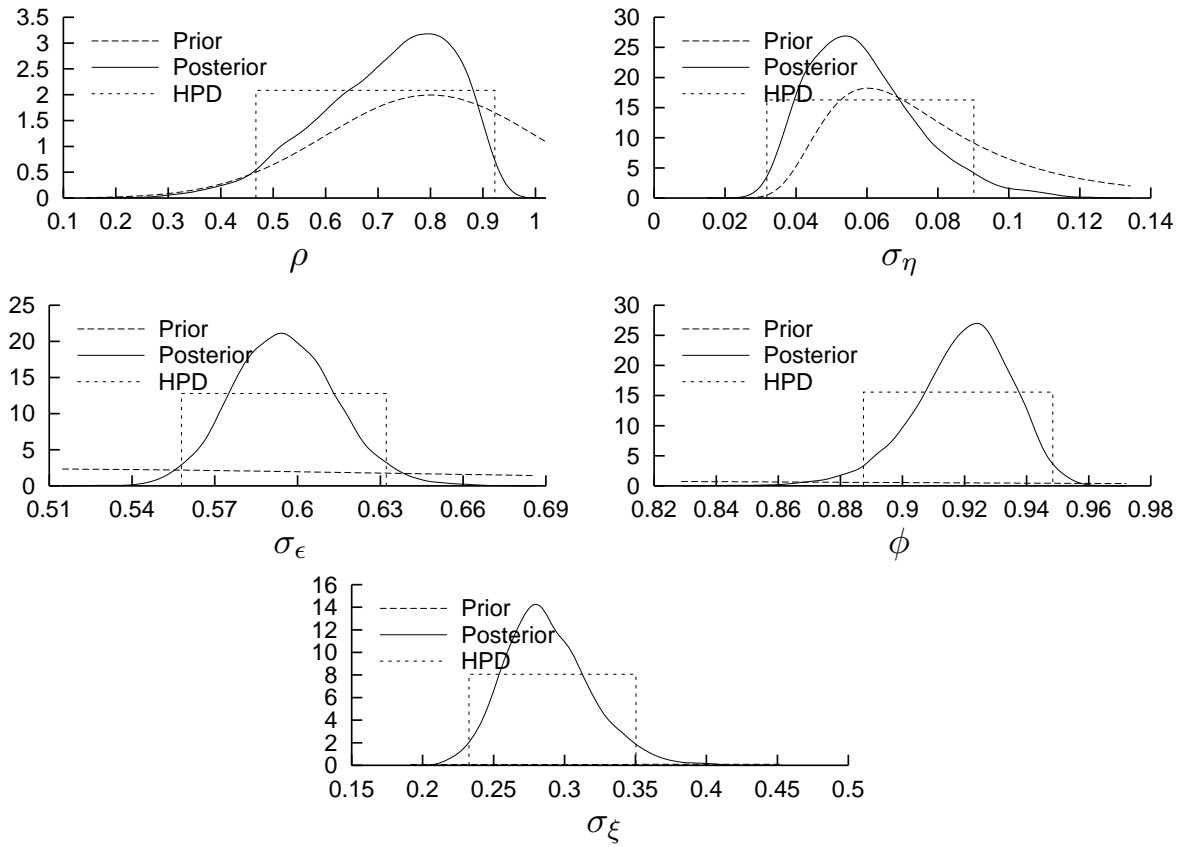 3.5
3
2.5
2
1.5
1
0.5
0
Prior
Posterior
HPD
0.1 0.2 0.3 0.4 0.5 0.6 0.7 0.8 0.9 1
ρ
30
25
20
15
10
5
0
Prior
Posterior
HPD
0 0.02 0.04 0.06 0.08 0.1 0.12 0.14
σ_η
25
20
15
10
5
0
Prior
Posterior
HPD
0.51 0.54 0.57 0.6 0.63 0.66 0.69
σ_ϵ
30
25
20
15
10
5
0
Prior
Posterior
HPD
0.82 0.84 0.86 0.88 0.9 0.92 0.94 0.96 0.98
ϕ
16
14
12
10
8
6
4
2
0
Prior
Posterior
HPD
0.15 0.2 0.25 0.3 0.35 0.4 0.45 0.5
σ_ξ